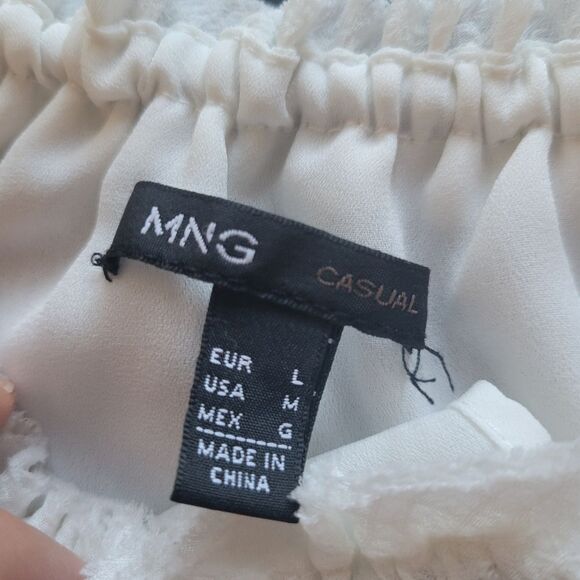 MNG CASUAL
EUR L
USA M
MEX G
MADE IN
CHINA